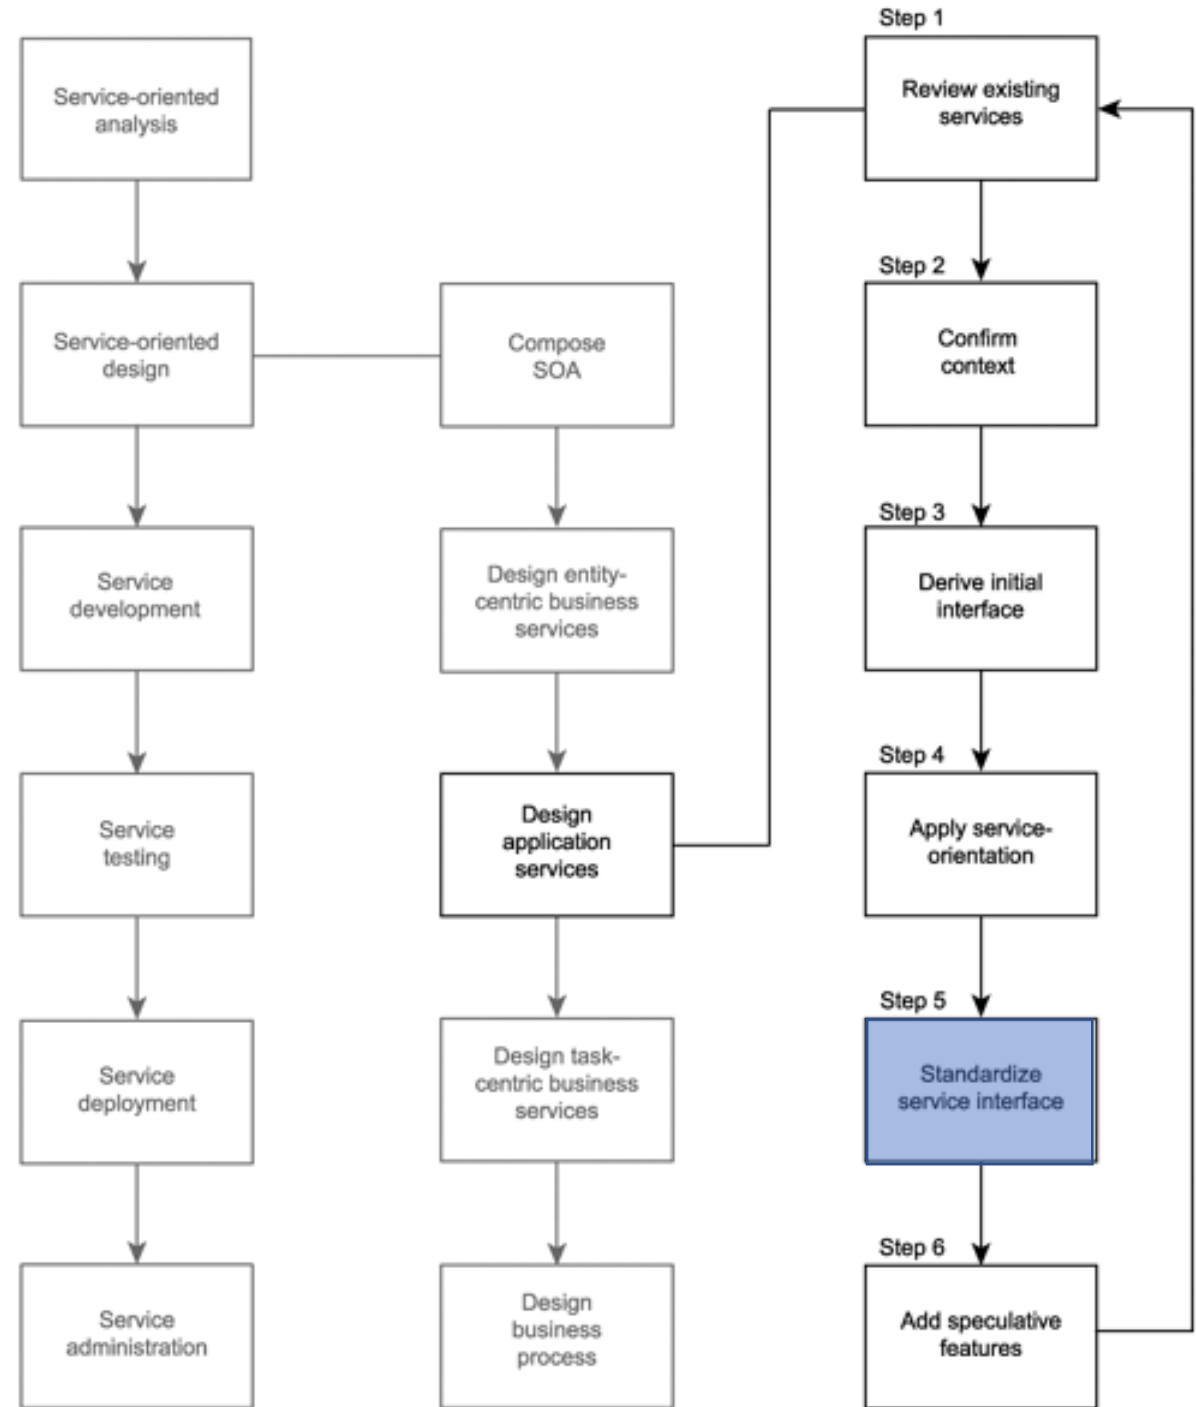 Service-oriented
analysis
Service-oriented
design
Service
development
Service
testing
Service
deployment
Service
administration
Compose
SOA
Design entity-
centric business
services
Design
application
services
Design task-
centric business
services
Design
business
process
Step 1
Review existing
services
Step 2
Confirm
context
Step 3
Derive initial
interface
Step 4
Apply service-
orientation
Step 5
Standardize
service interface
Step 6
Add speculative
features